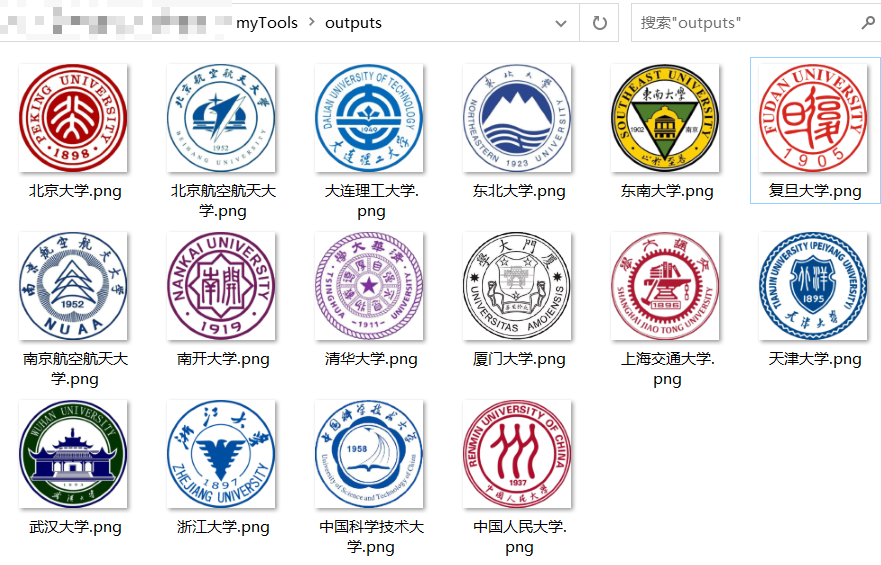 myTools > outputs
搜索"outputs"
PEKING UNIVERSITY
1898
北京航空航天大学
1952
BEIHANG UNIVERSITY
DALIAN UNIVERSITY OF TECHNOLOGY
1949
大连理工大学
東北大學
NORTHEASTERN 1923 UNIVERSITY
SOUTHEAST UNIVERSITY
東南大學
1902
南京
FUDAN UNIVERSITY
1905
北京大学.png
北京航空航天大
学.png
大连理工大学.
png
东北大学.png
东南大学.png
复旦大学.png
南京航空航天大学
1952
NUAA
NANKAI UNIVERSITY
南開
1919
學大華清
TSINGHUA UNIVERSITY
1911
學大門廈
UNIVERSITAS AMOIENSIS
學大通交
1896
SHANGHAI JIAO TONG UNIVERSITY
TIANJIN UNIVERSITY (PEIYANG UNIVERSITY)
北洋
1895
天津大学
南京航空航天大
学.png
南开大学.png
清华大学.png
厦门大学.png
上海交通大学.
png
天津大学.png
WUHAN UNIVERSITY
1893
武汉大学
浙江大學
1897
ZHEJIANG UNIVERSITY
中国科学技术大学
1958
University of Science and Technology of China
RENMIN UNIVERSITY OF CHINA
1937
中国人民大学
武汉大学.png
浙江大学.png
中国科学技术大
学.png
中国人民大学.
png